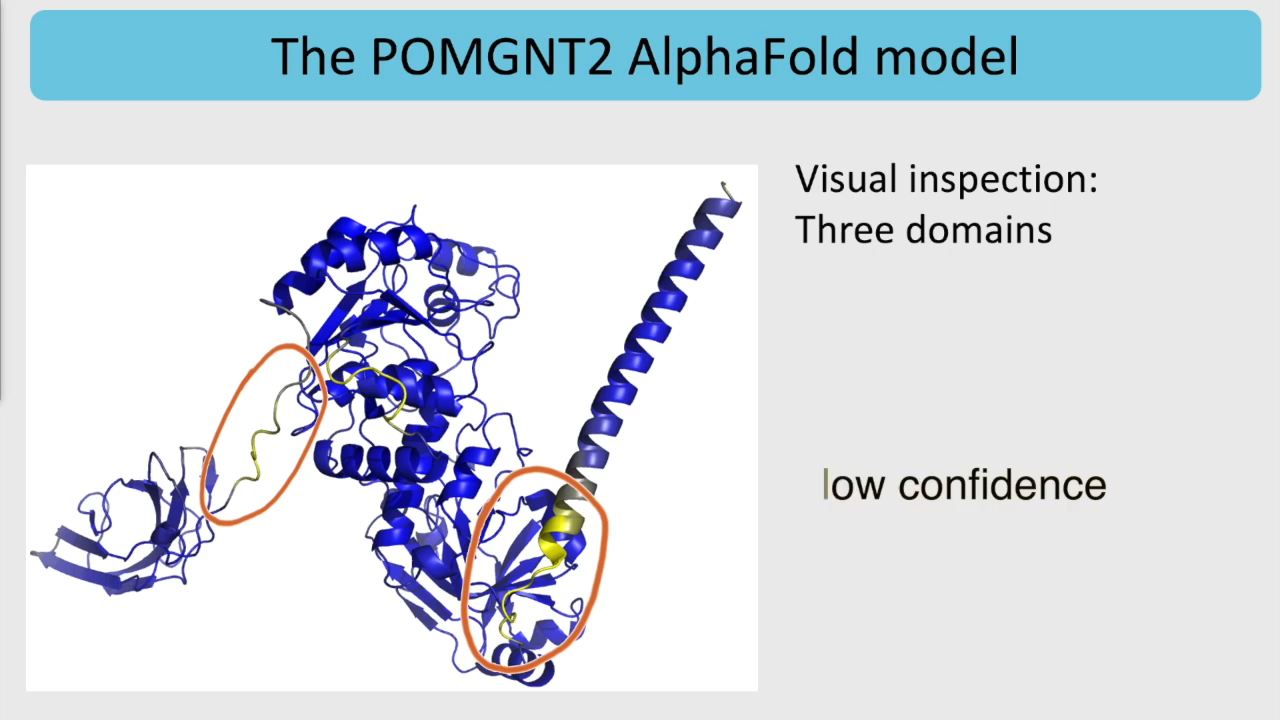 The POMGNT2 AlphaFold model
Visual inspection:
Three domains
low confidence